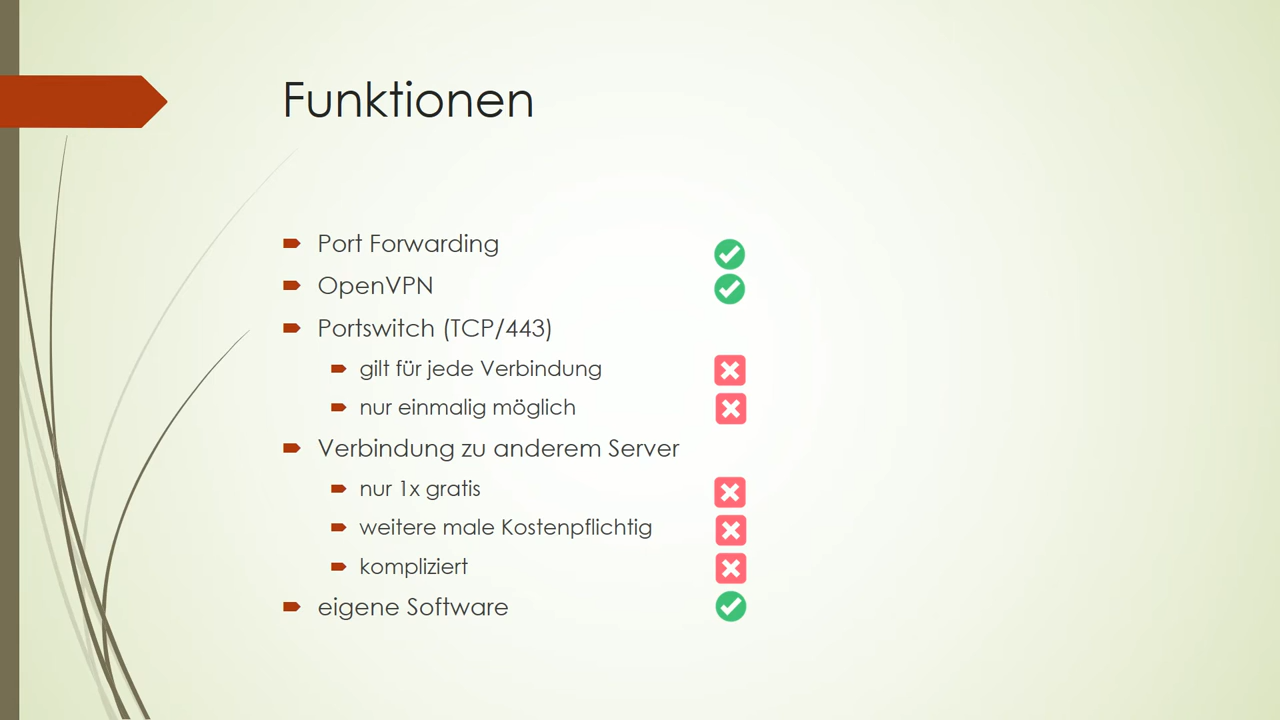 Funktionen
Port Forwarding
OpenVPN
Portswitch (TCP/443)
gilt für jede Verbindung
nur einmalig möglich
Verbindung zu anderem Server
nur 1x gratis
weitere male Kostenpflichtig
kompliziert
eigene Software